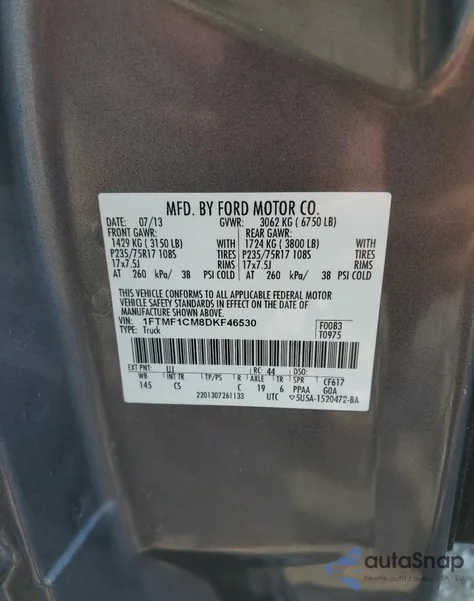 MFD. BY FORD MOTOR CO.
DATE: 07/13 GVWR: 3062 KG ( 6750 LB)
FRONT GAWR: REAR GAWR:
1429 KG ( 3150 LB) WITH 1724 KG ( 3800 LB) WITH
P235/75R17 108S TIRES P235/75R17 108S TIRES
17x7.5J RIMS 17x7.5J RIMS
AT 260 kPa/ 38 PSI COLD AT 260 kPa/ 38 PSI COLD
THIS VEHICLE CONFORMS TO ALL APPLICABLE FEDERAL MOTOR
VEHICLE SAFETY STANDARDS IN EFFECT ON THE DATE OF
MANUFACTURE SHOWN ABOVE.
VIN: 1FTMF1CM8DKF46530 F0083
TYPE: Truck T0975
EXT PNT: UJ RC: 44 DSO:
WB INT TR TP/PS R AXLE TR SPR CF617
145 CS C 19 6 PPAA GOA
2201307261133 UTC ▽5U5A-1520472-BA
autoSnap